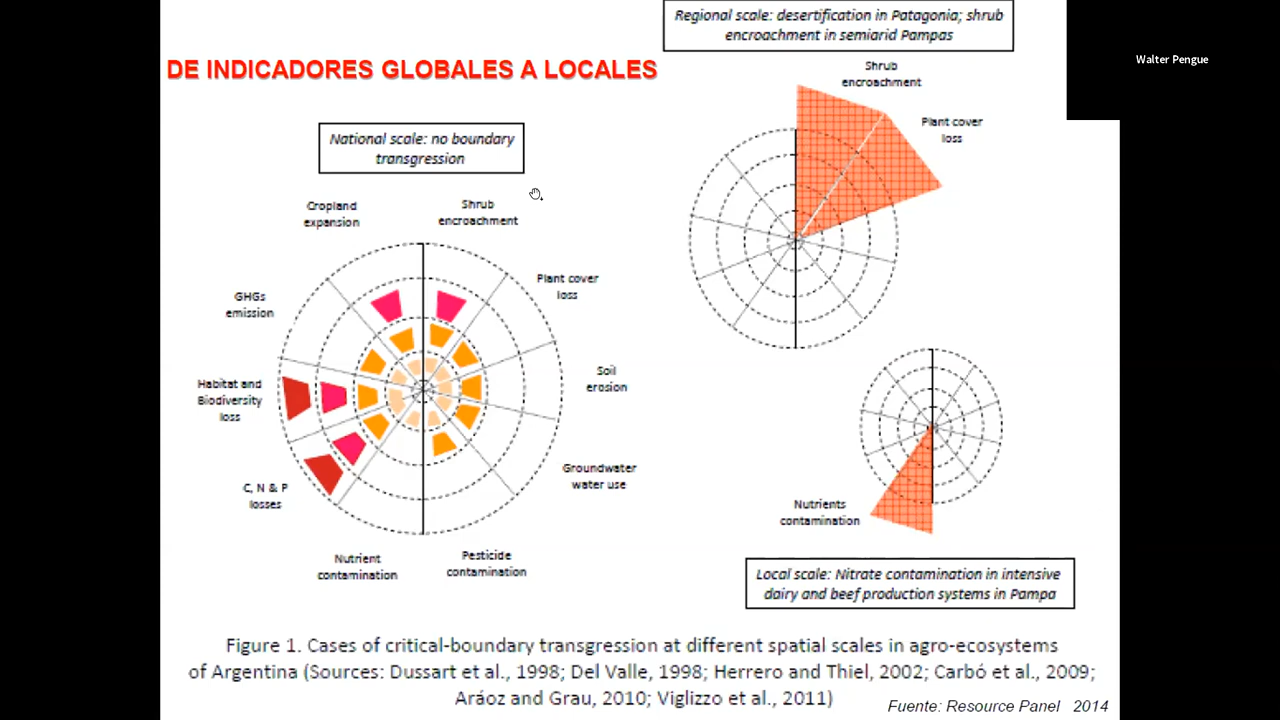 Regional scale: desertification in Patagonia; shrub
encroachment in semiarid Pampas
Walter Pengue
DE INDICADORES GLOBALES A LOCALES
Shrub
encroachment
Plant cover
loss
National scale: no boundary
transgression
Cropland
expansion
Shrub
encroachment
GHGs
emission
Plant cover
loss
Habitat and
Biodiversity
loss
Soil
erosion
C, N & P
losses
Groundwater
water use
Nutrient
contamination
Pesticide
contamination
Nutrients
contamination
Local scale: Nitrate contamination in intensive
dairy and beef production systems in Pampa
Figure 1. Cases of critical-boundary transgression at different spatial scales in agro-ecosystems
of Argentina (Sources: Dussart et al., 1998; Del Valle, 1998; Herrero and Thiel, 2002; Carbó et al., 2009;
Aráoz and Grau, 2010; Viglizzo et al., 2011)
Fuente: Resource Panel 2014